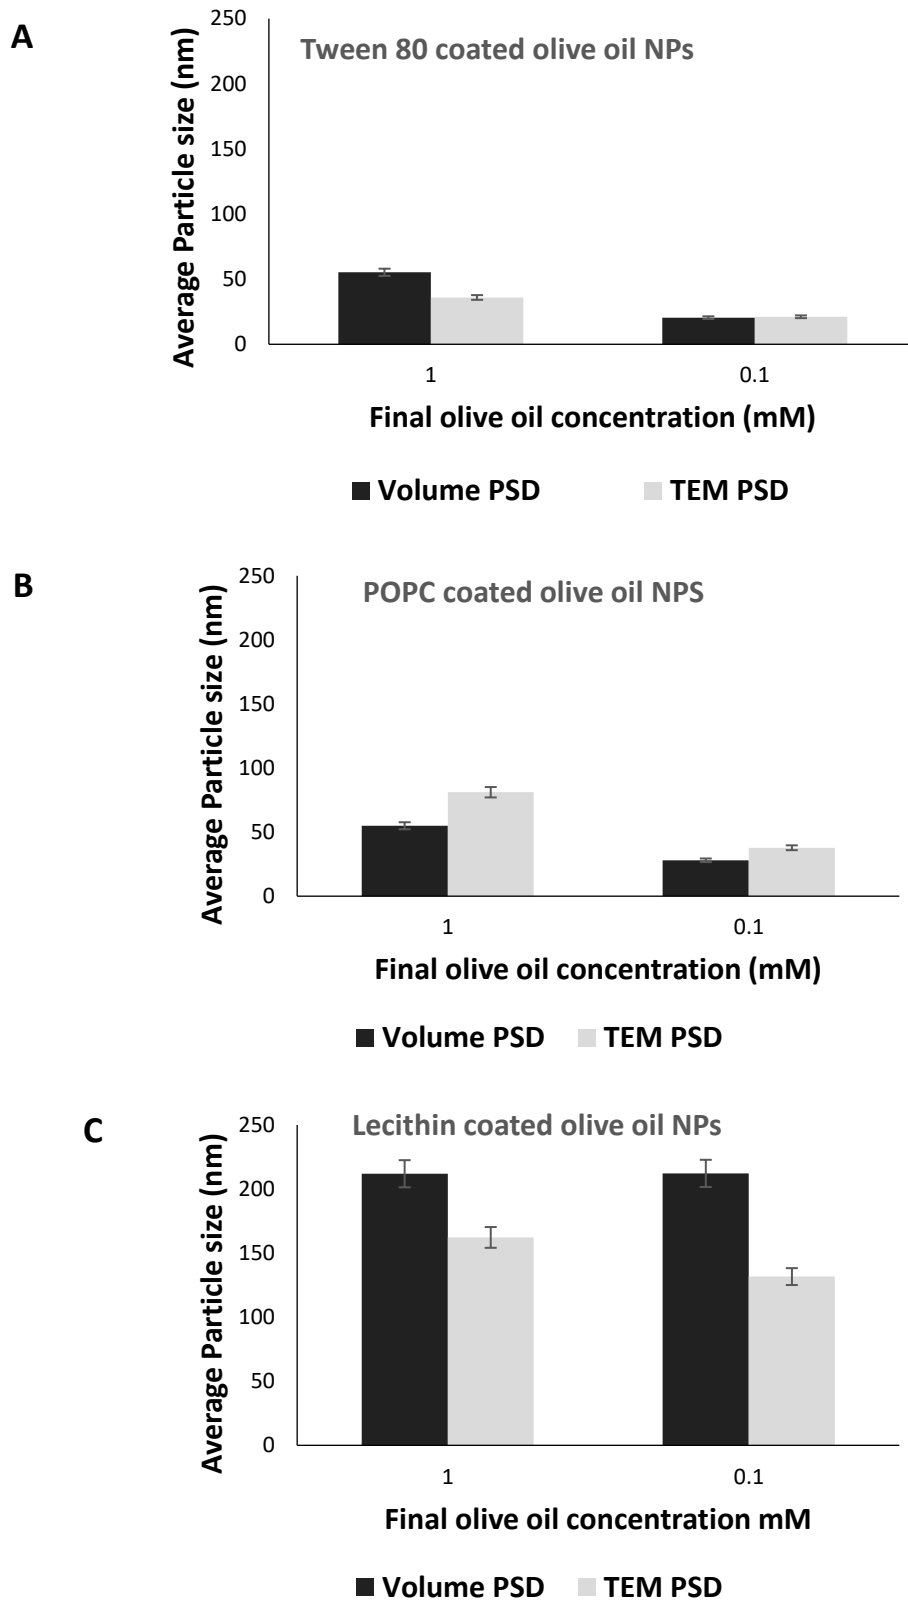 A
Tween 80 coated olive oil NPs
Average Particle size (nm)
250
200
150
100
50
0
1 0.1
Final olive oil concentration (mM)
Volume PSD TEM PSD
B
POPC coated olive oil NPS
Average Particle size (nm)
250
200
150
100
50
0
1 0.1
Final olive oil concentration (mM)
Volume PSD TEM PSD
C
Lecithin coated olive oil NPs
Average Particle size (nm)
250
200
150
100
50
0
1 0.1
Final olive oil concentration mM
Volume PSD TEM PSD